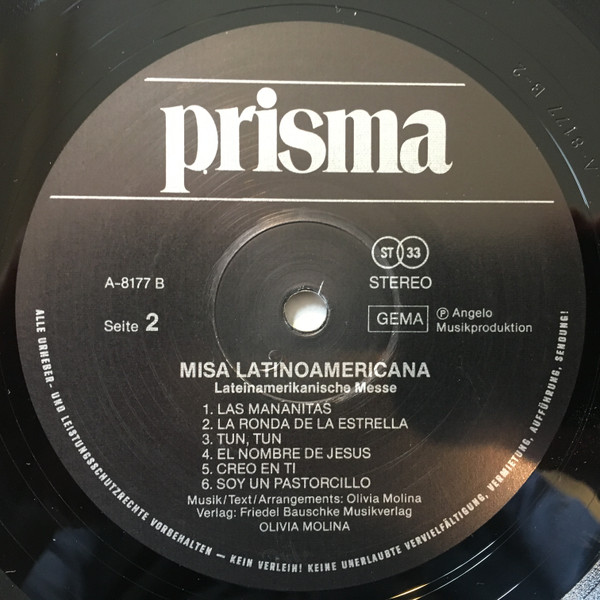 prisma
A-8177 B
Seite 2
ST 33
STEREO
GEMA
Ⓟ Angelo
Musikproduktion
MISA LATINOAMERICANA
Lateinamerikanische Messe
1. LAS MANANITAS
2. LA RONDA DE LA ESTRELLA
3. TUN, TUN
4. EL NOMBRE DE JESUS
5. CREO EN TI
6. SOY UN PASTORCILLO
Musik/Text/Arrangements: Olivia Molina
Verlag: Friedel Bauschke Musikverlag
OLIVIA MOLINA
ALLE URHEBER- UND LEISTUNGSSCHUTZRECHTE VORBEHALTEN – KEIN VERLEIH! KEINE UNERLAUBTE VERVIELFÄLTIGUNG, VERMIETUNG, AUFFÜHRUNG, SENDUNG!
A-8177 B-2